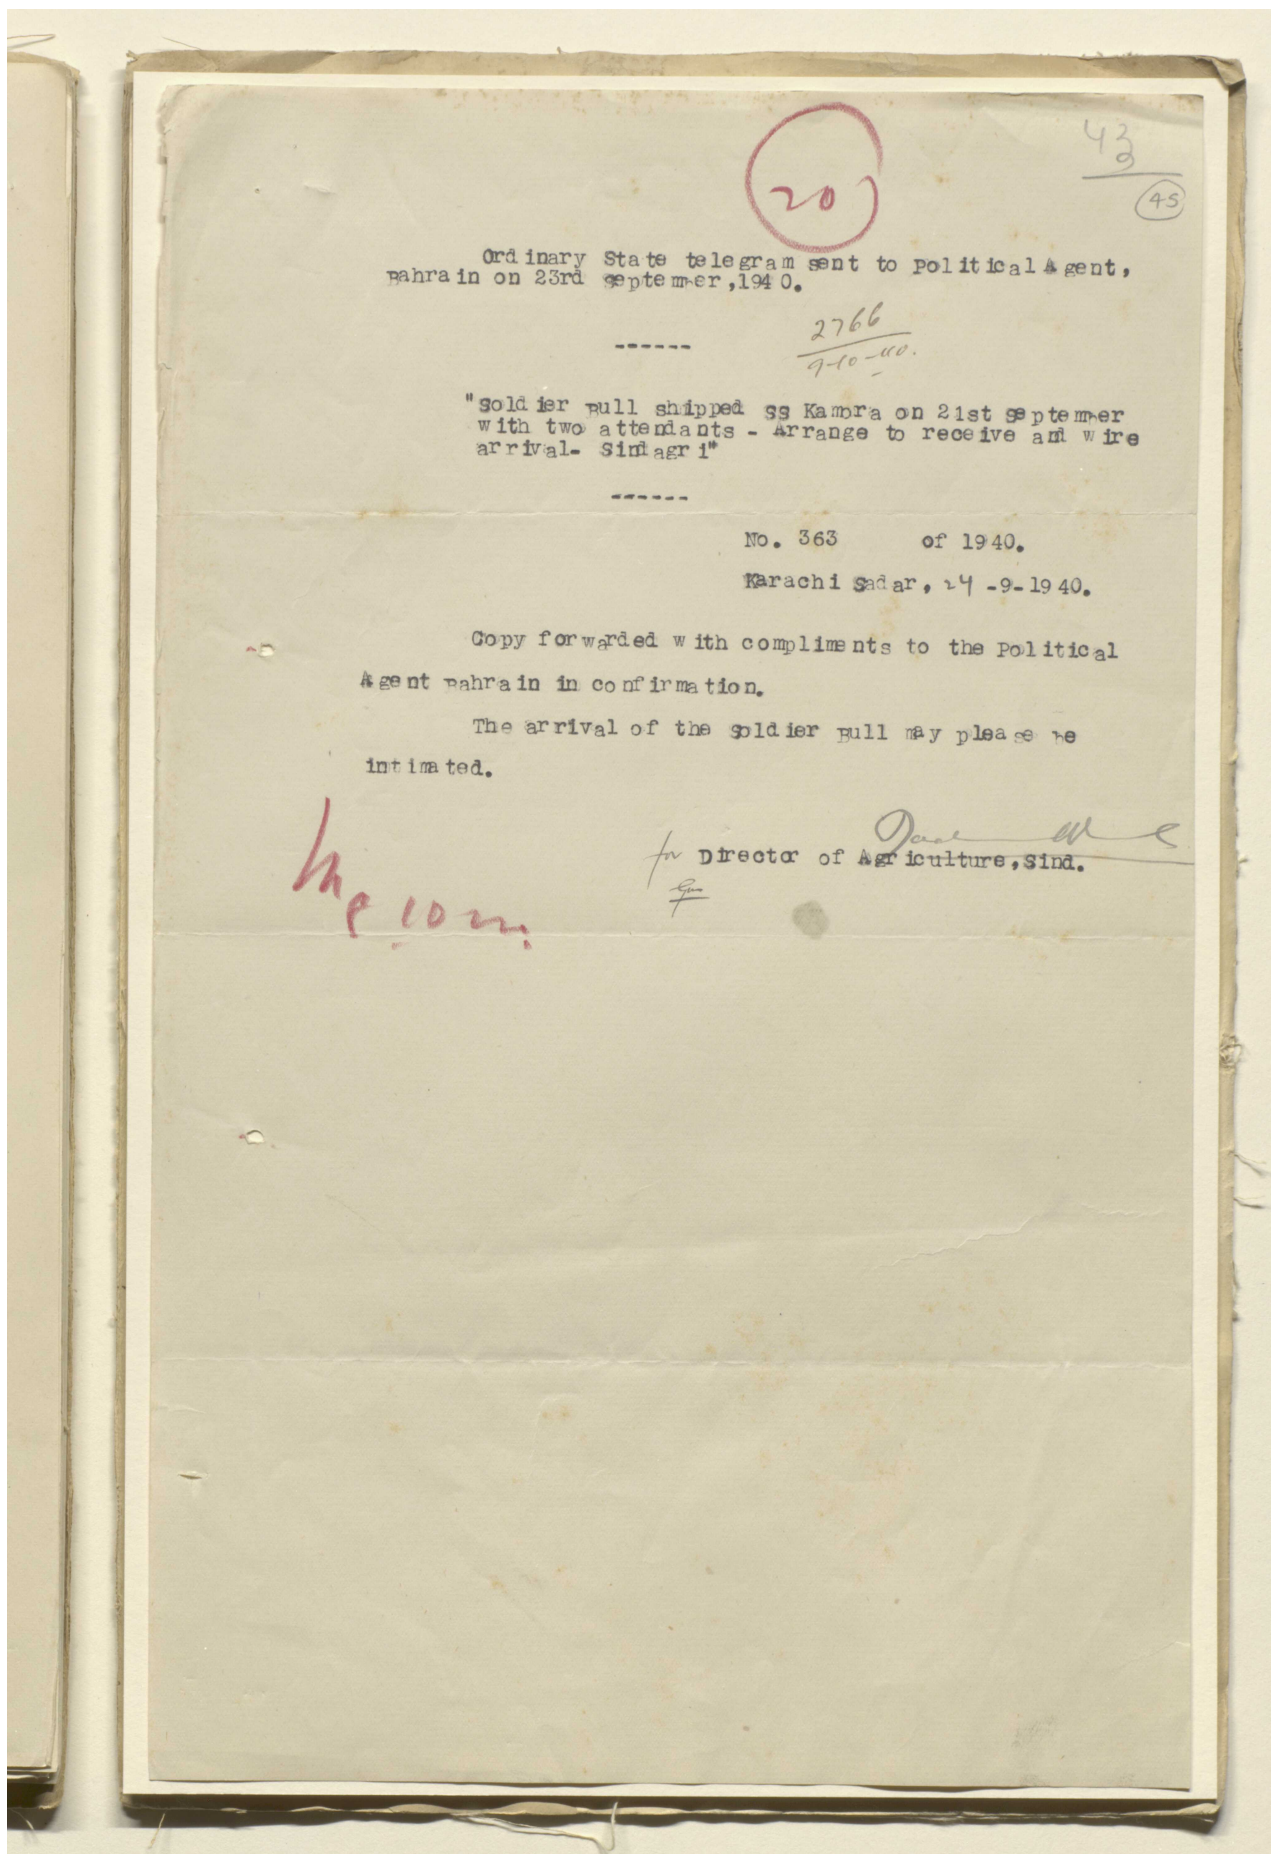 20
43
2
45
Ordinary State telegram sent to Political Agent,
Bahrain on 23rd September,1940.
2766
9-10-40.
------
"Soldier Bull shipped SS Kamora on 21st September
with two attendants - Arrange to receive and wire
arrival- Sindagri"
------
No. 363 of 1940.
Karachi Sadar, 24 -9-1940.
Copy forwarded with compliments to the Political
Agent Bahrain in confirmation.
The arrival of the Soldier Bull may please be
intimated.
for Director of Agriculture,Sind.